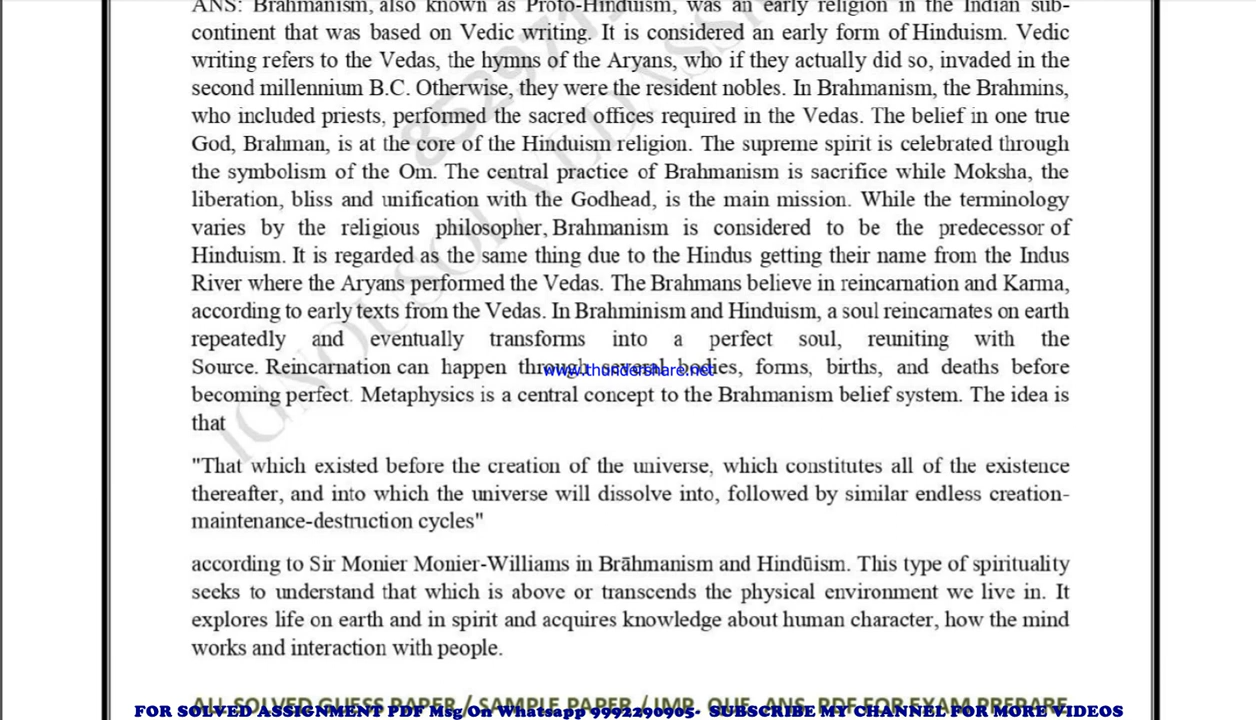 ANS: Brahmanism, also known as Proto-Hinduism, was an early religion in the Indian sub-
continent that was based on Vedic writing. It is considered an early form of Hinduism. Vedic
writing refers to the Vedas, the hymns of the Aryans, who if they actually did so, invaded in the
second millennium B.C. Otherwise, they were the resident nobles. In Brahmanism, the Brahmins,
who included priests, performed the sacred offices required in the Vedas. The belief in one true
God, Brahman, is at the core of the Hinduism religion. The supreme spirit is celebrated through
the symbolism of the Om. The central practice of Brahmanism is sacrifice while Moksha, the
liberation, bliss and unification with the Godhead, is the main mission. While the terminology
varies by the religious philosopher, Brahmanism is considered to be the predecessor of
Hinduism. It is regarded as the same thing due to the Hindus getting their name from the Indus
River where the Aryans performed the Vedas. The Brahmans believe in reincarnation and Karma,
according to early texts from the Vedas. In Brahminism and Hinduism, a soul reincarnates on earth
repeatedly and eventually transforms into a perfect soul, reuniting with the
Source. Reincarnation can happen through several bodies, forms, births, and deaths before
www.thundershare.net
becoming perfect. Metaphysics is a central concept to the Brahmanism belief system. The idea is
that
"That which existed before the creation of the universe, which constitutes all of the existence
thereafter, and into which the universe will dissolve into, followed by similar endless creation-
maintenance-destruction cycles"
according to Sir Monier Monier-Williams in Brāhmanism and Hindūism. This type of spirituality
seeks to understand that which is above or transcends the physical environment we live in. It
explores life on earth and in spirit and acquires knowledge about human character, how the mind
works and interaction with people.
ALL SOLVED GUESS PAPER / SAMPLE PAPER / IMP. QUE. ANS. PDF FOR EXAM PREPARE
FOR SOLVED ASSIGNMENT PDF Msg On Whatsapp 9992290905- SUBSCRIBE MY CHANNEL FOR MORE VIDEOS